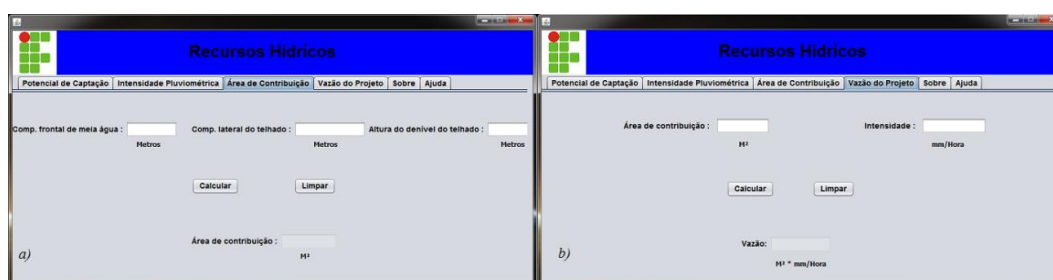 Recursos Hídricos
Potencial de Captação Intensidade Pluviométrica Área de Contribuição Vazão do Projeto Sobre Ajuda
Comp. frontal de meia água : Comp. lateral do telhado : Altura do denível do telhado :
Metros Metros Metros
Calcular Limpar
Área de contribuição :
M²
a)
Recursos Hídricos
Potencial de Captação Intensidade Pluviométrica Área de Contribuição Vazão do Projeto Sobre Ajuda
Área de contribuição : Intensidade :
M² mm/Hora
Calcular Limpar
Vazão:
M² * mm/Hora
b)